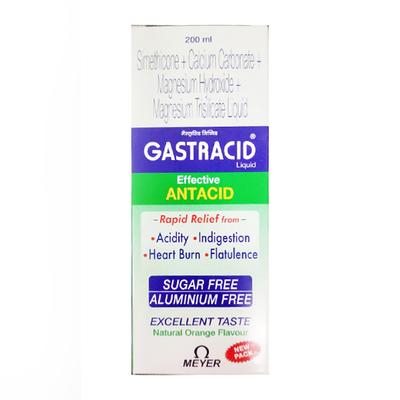 200 ml
Simethicone + Calcium Carbonate +
Magnesium Hydroxide +
Magnesium Trisilicate Liquid
गैस्ट्रासिड लिक्विड
GASTRACID®
Liquid
Effective
ANTACID
– Rapid Relief from –
• Acidity • Indigestion
• Heart Burn • Flatulence
SUGAR FREE
ALUMINIUM FREE
EXCELLENT TASTE
Natural Orange Flavour
NEW PACK
MEYER